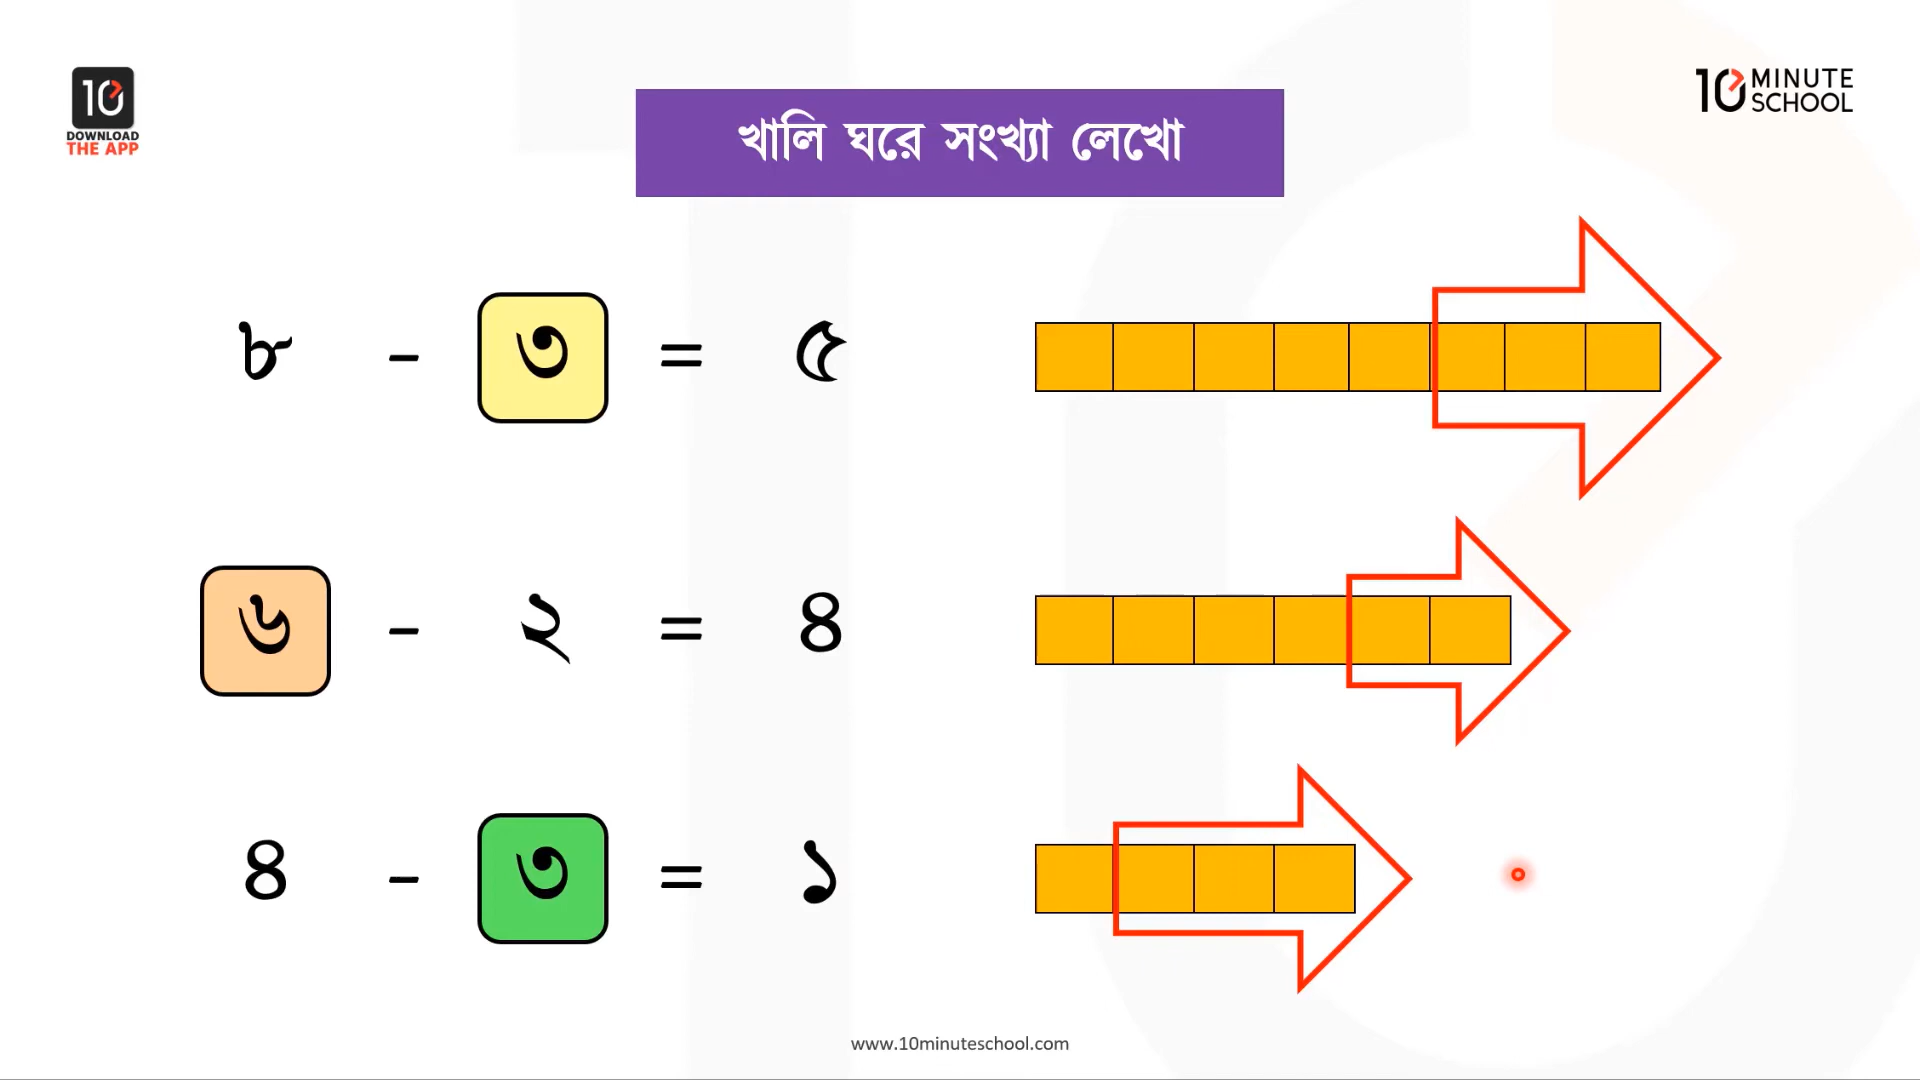 10
DOWNLOAD
THE APP
10 MINUTE
SCHOOL
খালি ঘরে সংখ্যা লেখো
৮ - ৩ = ৫
৬ - ২ = ৪
৪ - ৩ = ১
www.10minuteschool.com